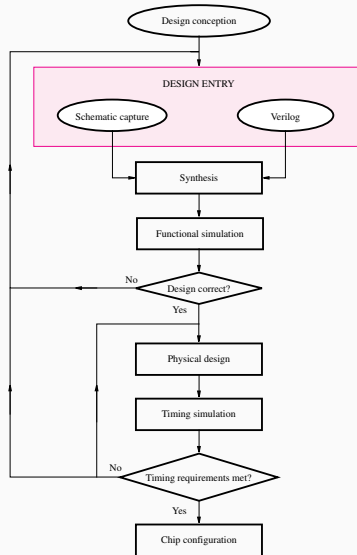 Design conception
DESIGN ENTRY
Schematic capture
Verilog
Synthesis
Functional simulation
No
Design correct?
Yes
Physical design
Timing simulation
No
Timing requirements met?
Yes
Chip configuration